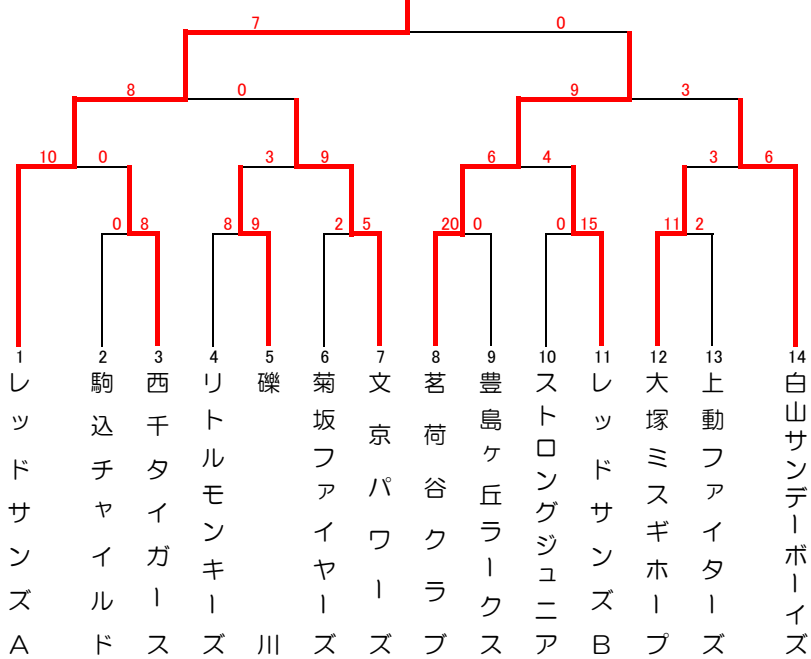 7 0
8 0 9 3
10 0 3 9 6 4 3 6
0 8 8 9 2 5 20 0 0 15 11 2
1 2 3 4 5 6 7 8 9 10 11 12 13 14
レッドサンズA
駒込チャイルド
西千タイガース
リトルモンキーズ
礫川
菊坂ファイヤーズ
文京パワーズ
茗荷谷クラブ
豊島ヶ丘ラークス
ストロングジュニア
レッドサンズB
大塚ミスギホープ
上動ファイターズ
白山サンデーボーイズ